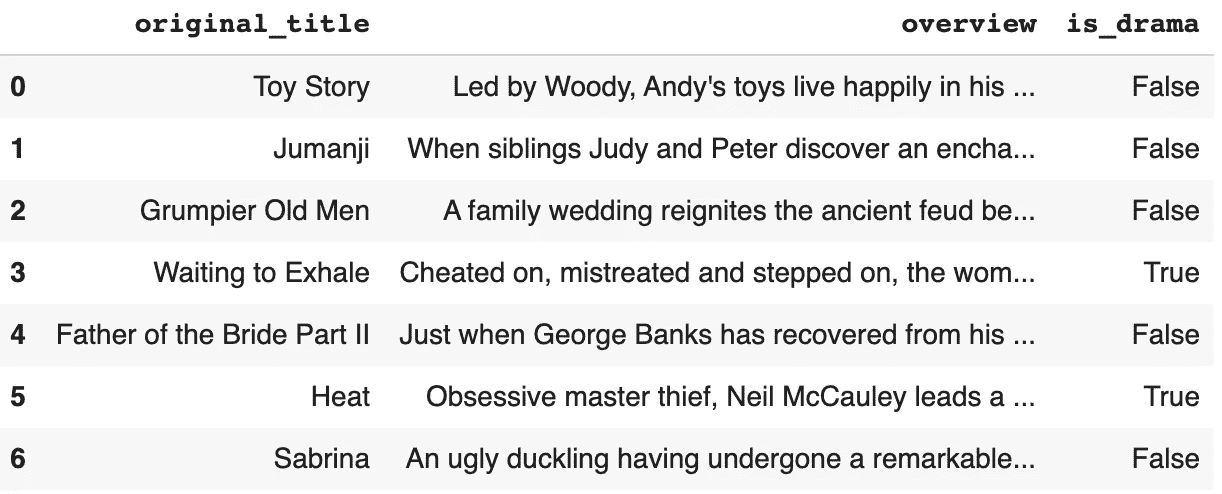 original_title overview is_drama
0 Toy Story Led by Woody, Andy's toys live happily in his ... False
1 Jumanji When siblings Judy and Peter discover an encha... False
2 Grumpier Old Men A family wedding reignites the ancient feud be... False
3 Waiting to Exhale Cheated on, mistreated and stepped on, the wom... True
4 Father of the Bride Part II Just when George Banks has recovered from his ... False
5 Heat Obsessive master thief, Neil McCauley leads a ... True
6 Sabrina An ugly duckling having undergone a remarkable... False